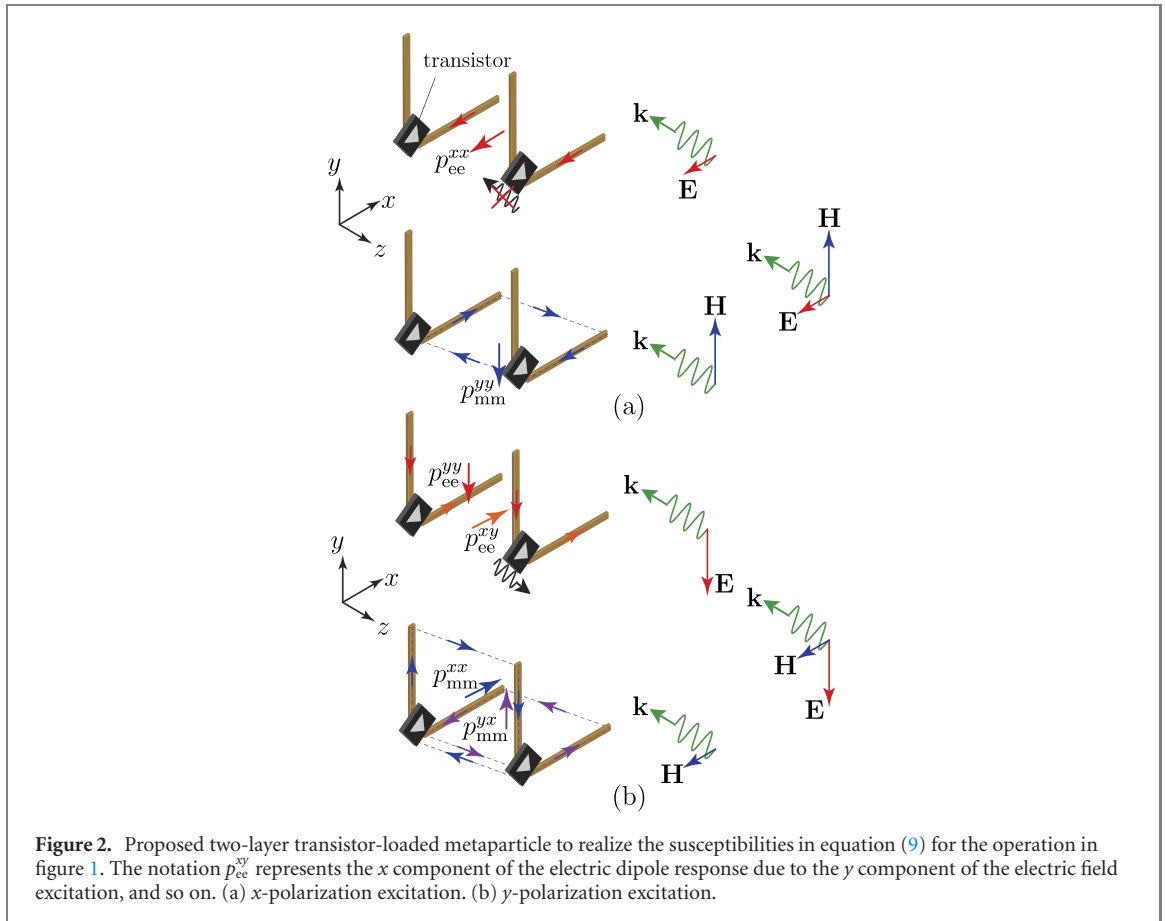 transistor
k
p_ee^xx
E
y
x
z
H
k
E
H
k
p_mm^yy
(a)
p_ee^yy
k
p_ee^xy
y
x
z
E
k
H
E
p_mm^xx
p_mm^yx
k
H
(b)
Figure 2. Proposed two-layer transistor-loaded metaparticle to realize the susceptibilities in equation (9) for the operation in
figure 1. The notation p_ee^xy represents the x component of the electric dipole response due to the y component of the electric field
excitation, and so on. (a) x-polarization excitation. (b) y-polarization excitation.